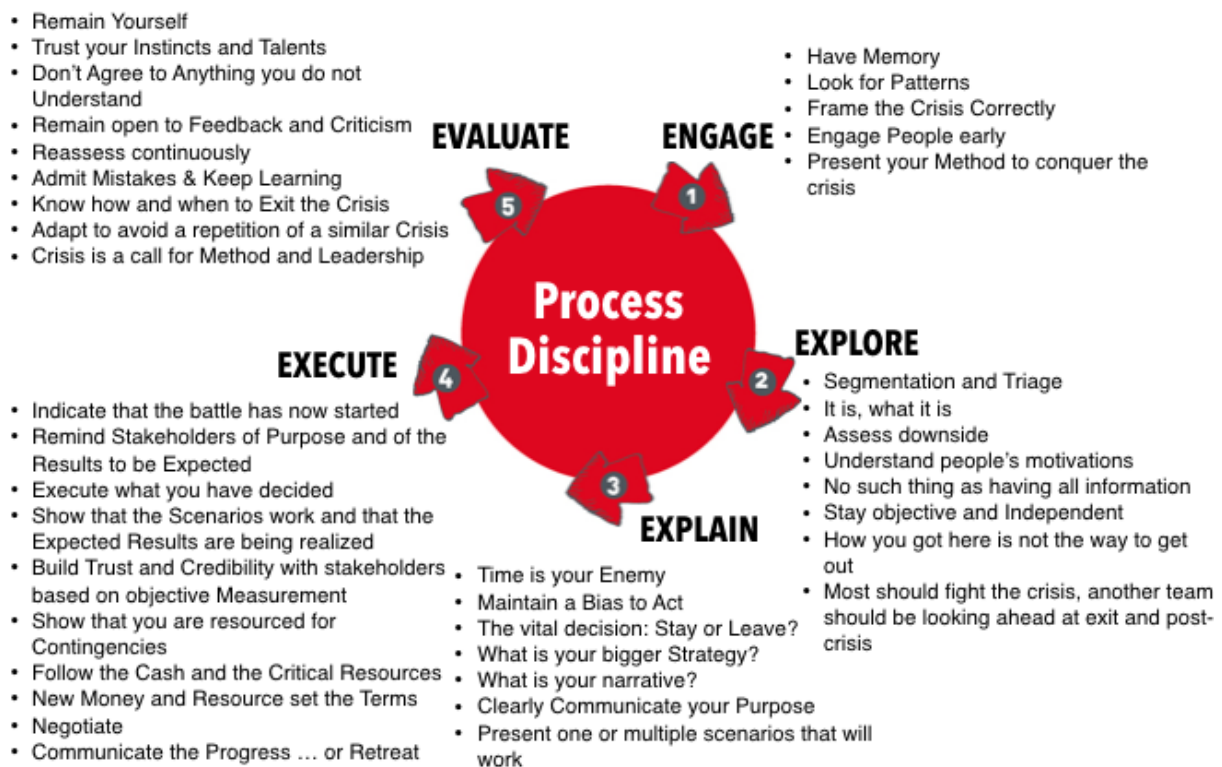 • Remain Yourself
• Trust your Instincts and Talents
• Don't Agree to Anything you do not
Understand
• Remain open to Feedback and Criticism
• Reassess continuously
• Admit Mistakes & Keep Learning
• Know how and when to Exit the Crisis
• Adapt to avoid a repetition of a similar Crisis
• Crisis is a call for Method and Leadership
EVALUATE
5
ENGAGE
1
• Have Memory
• Look for Patterns
• Frame the Crisis Correctly
• Engage People early
• Present your Method to conquer the
crisis
Process
Discipline
EXPLORE
2
• Segmentation and Triage
• It is, what it is
• Assess downside
• Understand people's motivations
• No such thing as having all information
• Stay objective and Independent
• How you got here is not the way to get
out
• Most should fight the crisis, another team
should be looking ahead at exit and post-
crisis
EXECUTE
4
• Indicate that the battle has now started
• Remind Stakeholders of Purpose and of the
Results to be Expected
• Execute what you have decided
• Show that the Scenarios work and that the
Expected Results are being realized
• Build Trust and Credibility with stakeholders
based on objective Measurement
• Show that you are resourced for
Contingencies
• Follow the Cash and the Critical Resources
• New Money and Resource set the Terms
• Negotiate
• Communicate the Progress … or Retreat
3
EXPLAIN
• Time is your Enemy
• Maintain a Bias to Act
• The vital decision: Stay or Leave?
• What is your bigger Strategy?
• What is your narrative?
• Clearly Communicate your Purpose
• Present one or multiple scenarios that will
work